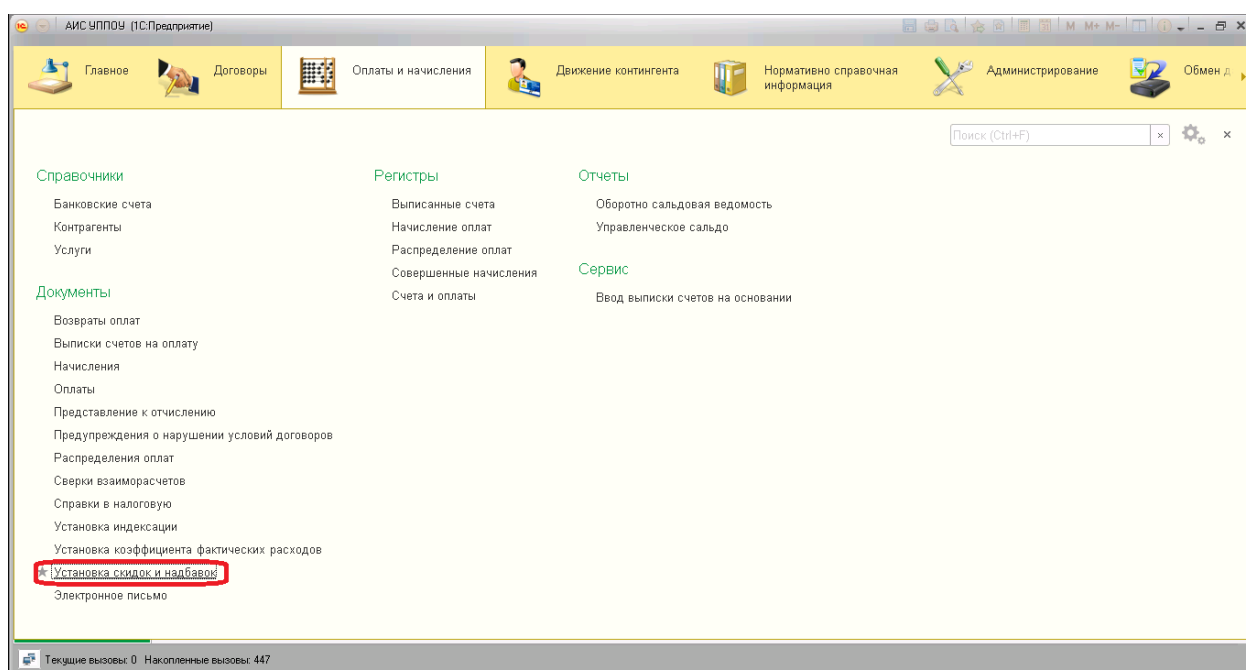 АИС УППОУ (1С:Предприятие)
M M+ M-
Главное
Договоры
Оплаты и начисления
Движение контингента
Нормативно справочная
информация
Администрирование
Обмен д
Поиск (Ctrl+F)
Справочники
Банковские счета
Контрагенты
Услуги
Документы
Возвраты оплат
Выписки счетов на оплату
Начисления
Оплаты
Представление к отчислению
Предупреждения о нарушении условий договоров
Распределения оплат
Сверки взаиморасчетов
Справки в налоговую
Установка индексации
Установка коэффициента фактических расходов
Установка скидок и надбавок
Электронное письмо
Регистры
Выписанные счета
Начисление оплат
Распределение оплат
Совершенные начисления
Счета и оплаты
Отчеты
Оборотно сальдовая ведомость
Управленческое сальдо
Сервис
Ввод выписки счетов на основании
Текущие вызовы: 0 Накопленные вызовы: 447